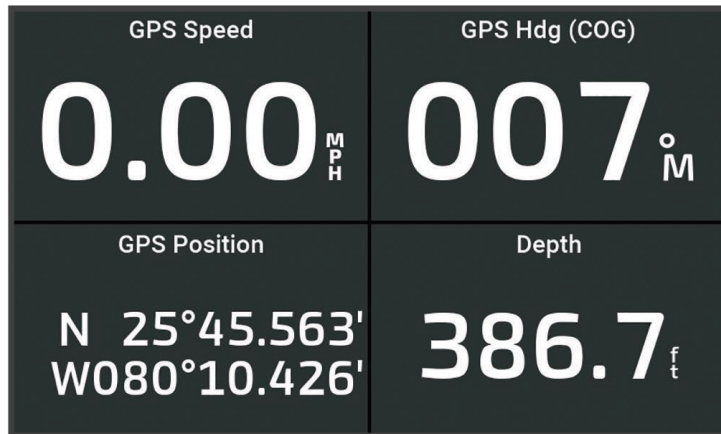 GPS Speed
0.00 MPH
GPS Hdg (COG)
007 °M
GPS Position
N 25°45.563'
W080°10.426'
Depth
386.7 ft